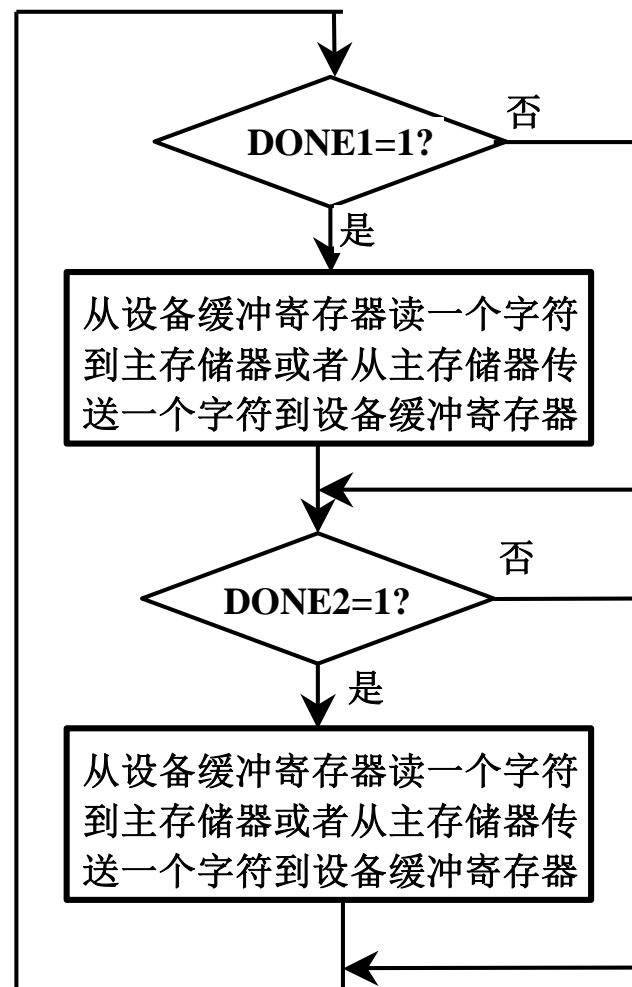 否
DONE1=1?
是
从设备缓冲寄存器读一个字符
到主存储器或者从主存储器传
送一个字符到设备缓冲寄存器
否
DONE2=1?
是
从设备缓冲寄存器读一个字符
到主存储器或者从主存储器传
送一个字符到设备缓冲寄存器